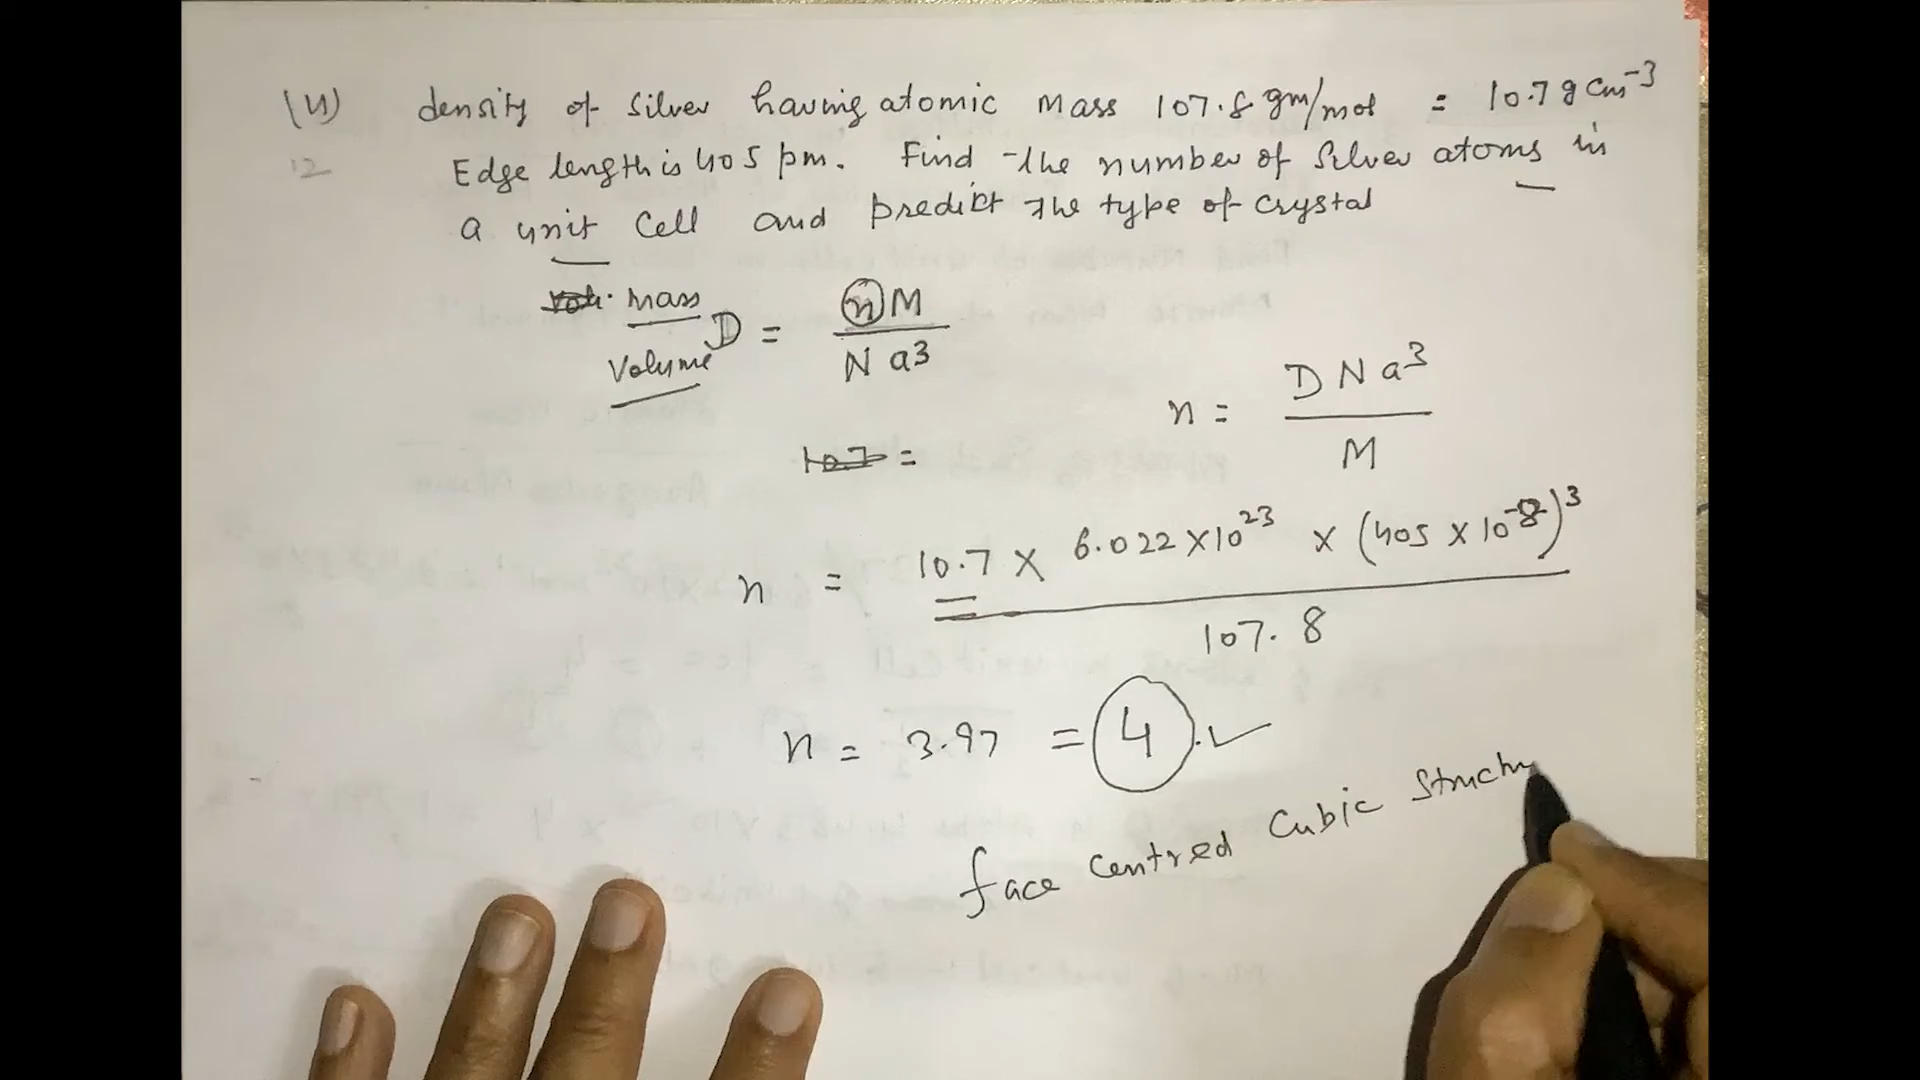 (4) density of silver having atomic mass 107.8 gm/mol = 10.7 g cm⁻³
12 Edge length is 405 pm. Find the number of silver atoms in
a unit cell and predict the type of crystal
mass
volume
D = nM / N a³
n = D N a³ / M
10.7 =
n = 10.7 × 6.022 × 10²³ × (405 × 10⁻⁸)³ / 107.8
n = 3.97 = 4 . ✓
face centred Cubic Structu